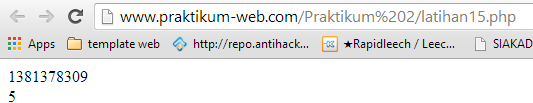 www.praktikum-web.com/Praktikum%202/latihan15.php
Apps template web http://repo.antihack... ★Rapidleech / Leec... SIAKAD
1381378309
5